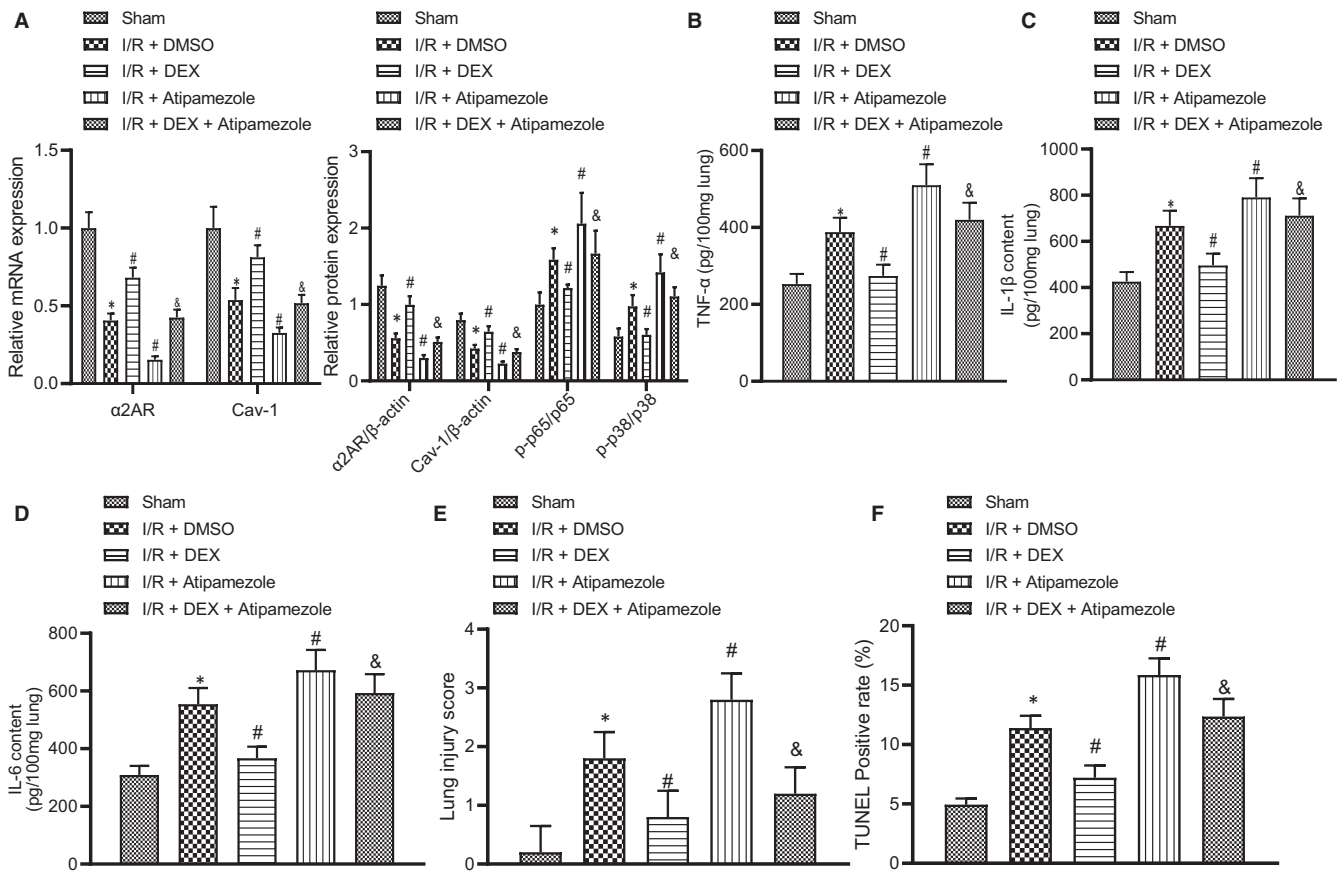 A
Sham
I/R + DMSO
I/R + DEX
I/R + Atipamezole
I/R + DEX + Atipamezole
Relative mRNA expression
1.5
1.0
0.5
0.0
*
#
#
&
*
#
#
&
α2AR
Cav-1
Sham
I/R + DMSO
I/R + DEX
I/R + Atipamezole
I/R + DEX + Atipamezole
Relative protein expression
3
2
1
0
*
#
#
&
*
#
#
&
*
#
#
&
*
#
#
&
α2AR/β-actin
Cav-1/β-actin
p-p65/p65
p-p38/p38
B
Sham
I/R + DMSO
I/R + DEX
I/R + Atipamezole
I/R + DEX + Atipamezole
TNF-α (pg/100mg lung)
600
400
200
0
*
#
#
&
C
Sham
I/R + DMSO
I/R + DEX
I/R + Atipamezole
I/R + DEX + Atipamezole
IL-1β content
(pg/100mg lung)
1000
800
600
400
200
0
*
#
#
&
D
Sham
I/R + DMSO
I/R + DEX
I/R + Atipamezole
I/R + DEX + Atipamezole
IL-6 content
(pg/100mg lung)
800
600
400
200
0
*
#
#
&
E
Sham
I/R + DMSO
I/R + DEX
I/R + Atipamezole
I/R + DEX + Atipamezole
Lung injury score
4
3
2
1
0
*
#
#
&
F
Sham
I/R + DMSO
I/R + DEX
I/R + Atipamezole
I/R + DEX + Atipamezole
TUNEL Positive rate (%)
20
15
10
5
0
*
#
#
&